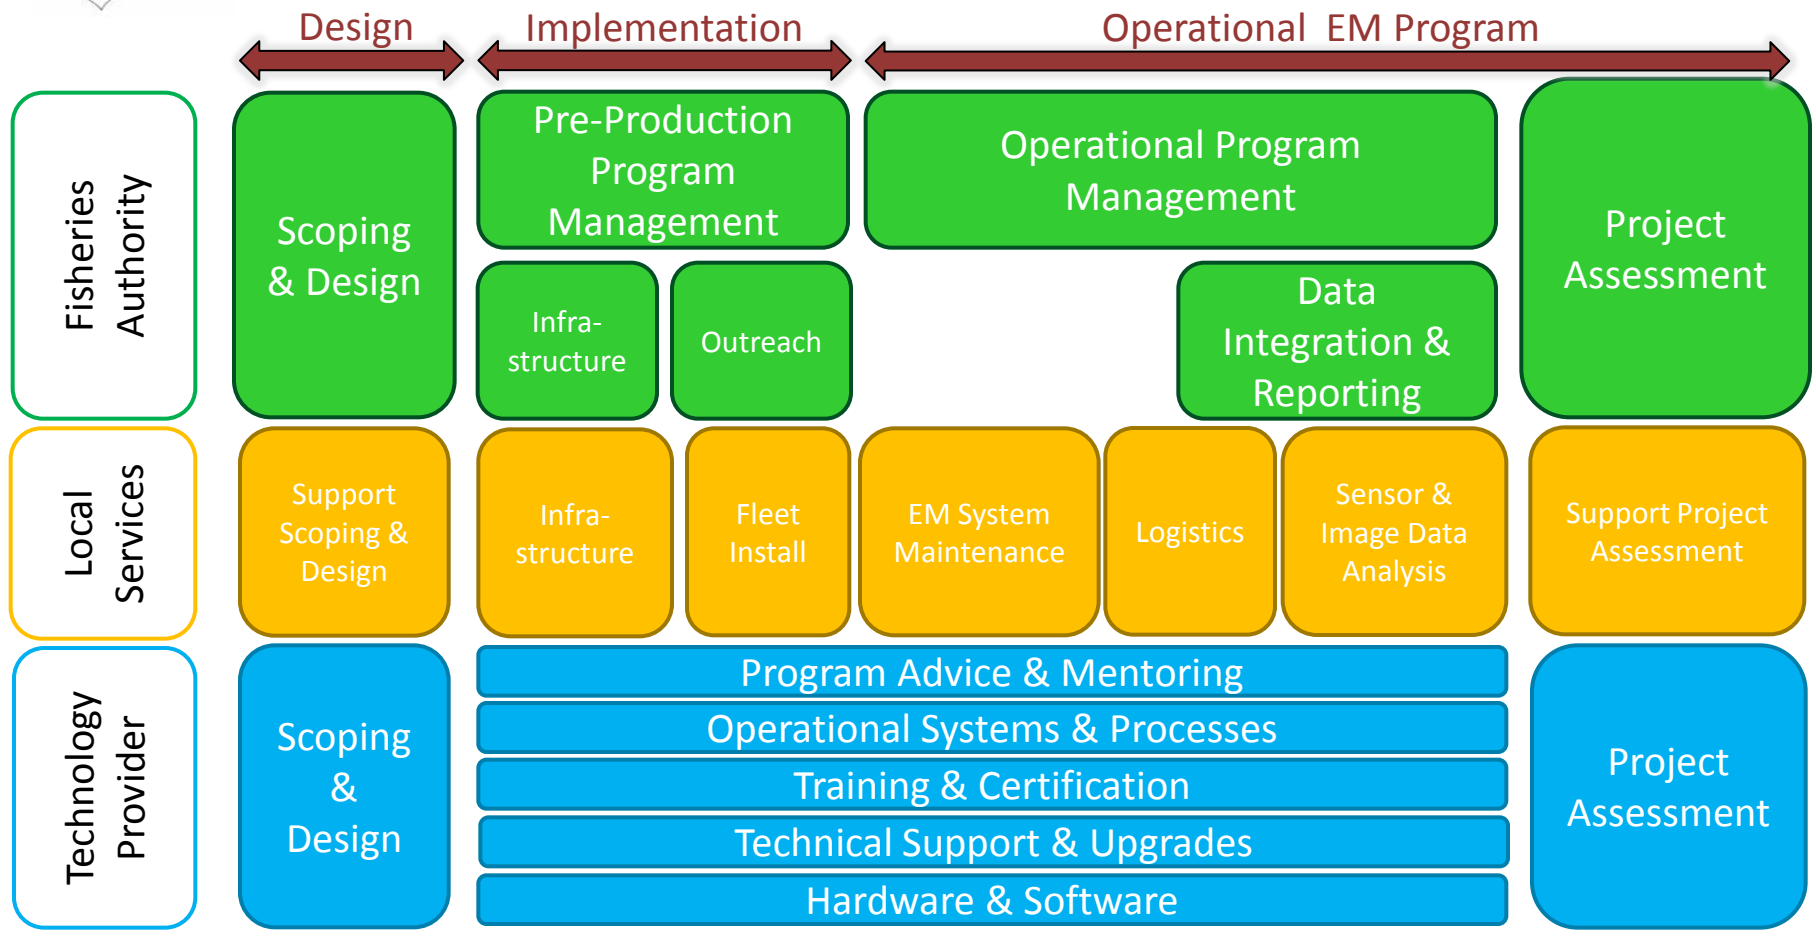 Design
Implementation
Operational EM Program
Fisheries
Authority
Scoping
& Design
Pre-Production
Program
Management
Operational Program
Management
Project
Assessment
Infra-
structure
Outreach
Data
Integration &
Reporting
Local
Services
Support
Scoping &
Design
Infra-
structure
Fleet
Install
EM System
Maintenance
Logistics
Sensor &
Image Data
Analysis
Support Project
Assessment
Technology
Provider
Scoping
&
Design
Program Advice & Mentoring
Operational Systems & Processes
Training & Certification
Technical Support & Upgrades
Hardware & Software
Project
Assessment